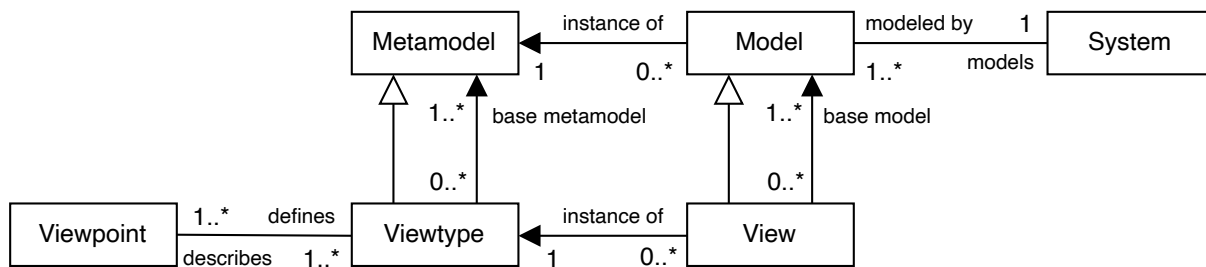 instance of
modeled by
1
Metamodel
Model
System
1
0..*
1..*
models
1..*
base metamodel
1..*
base model
0..*
0..*
1..*
defines
instance of
Viewpoint
Viewtype
View
describes
1..*
1
0..*